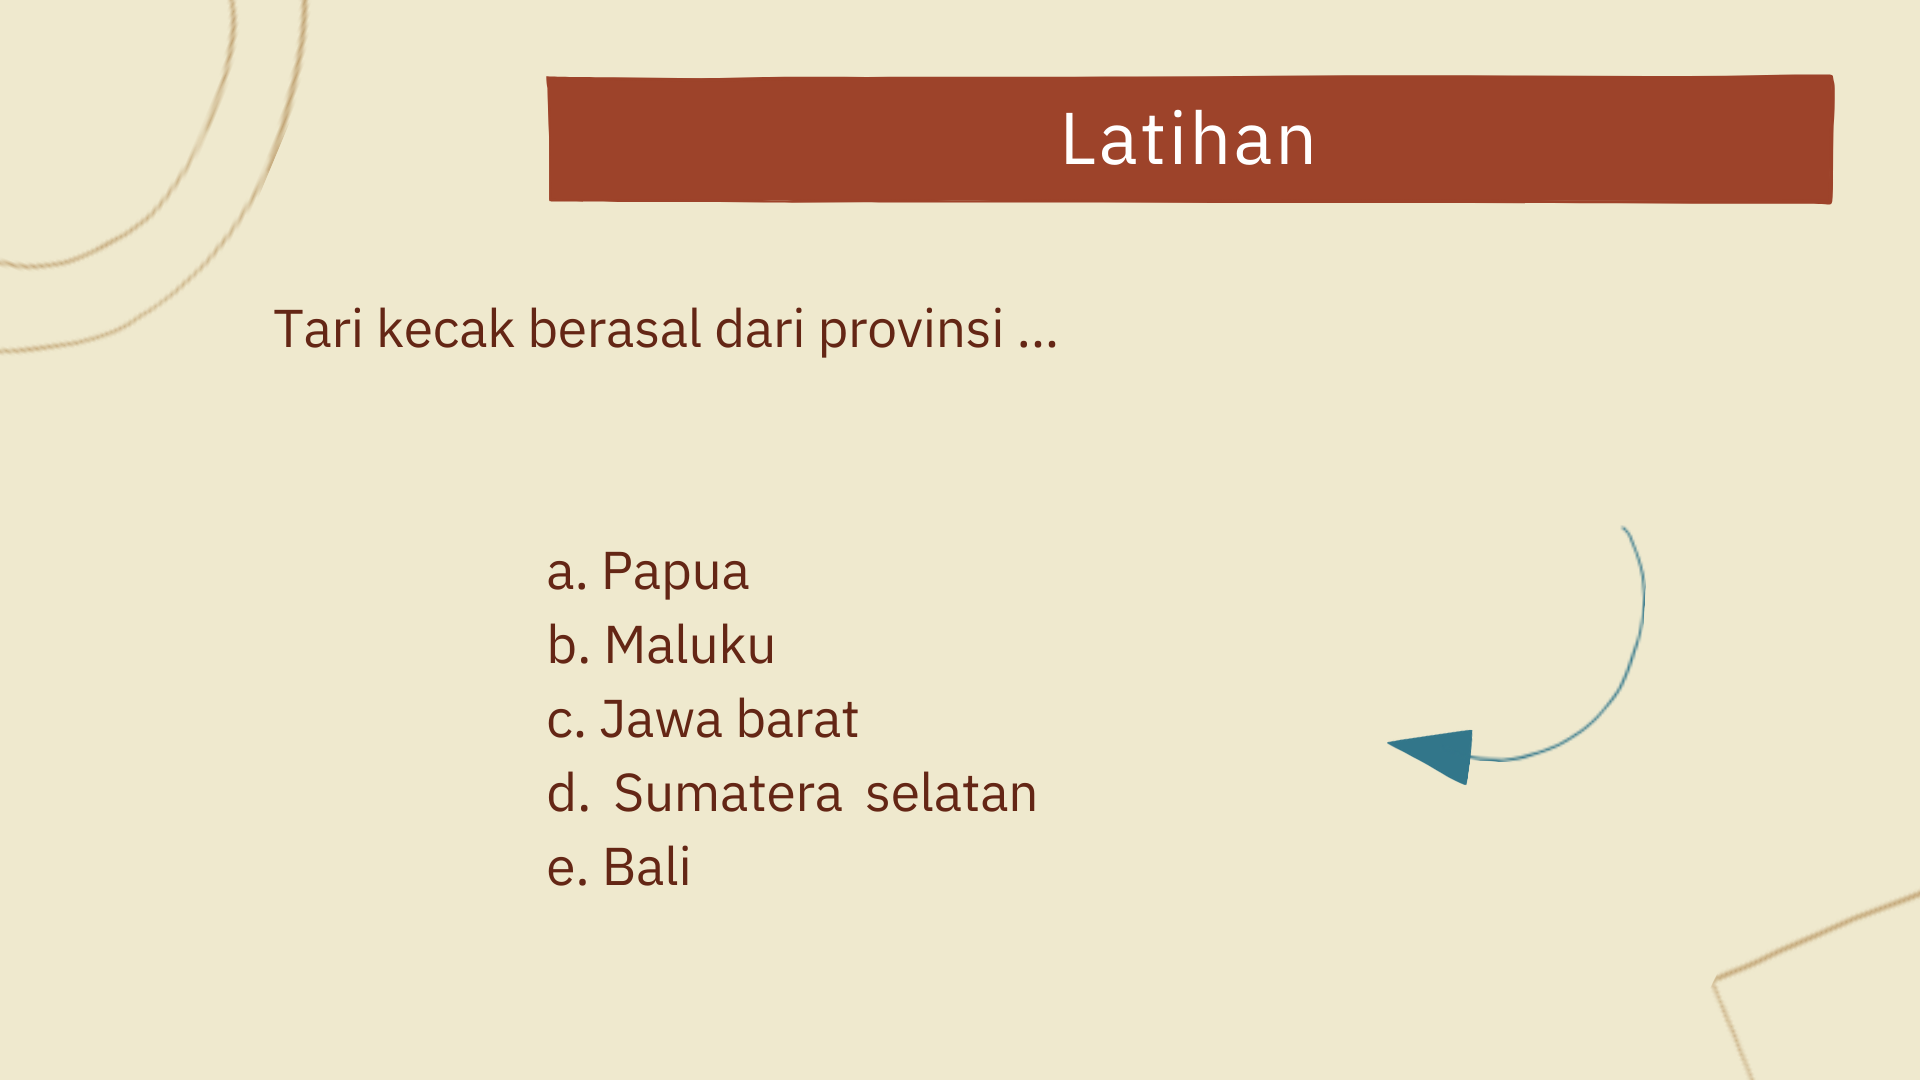 Latihan
Tari kecak berasal dari provinsi ...
a. Papua
b. Maluku
c. Jawa barat
d. Sumatera selatan
e. Bali